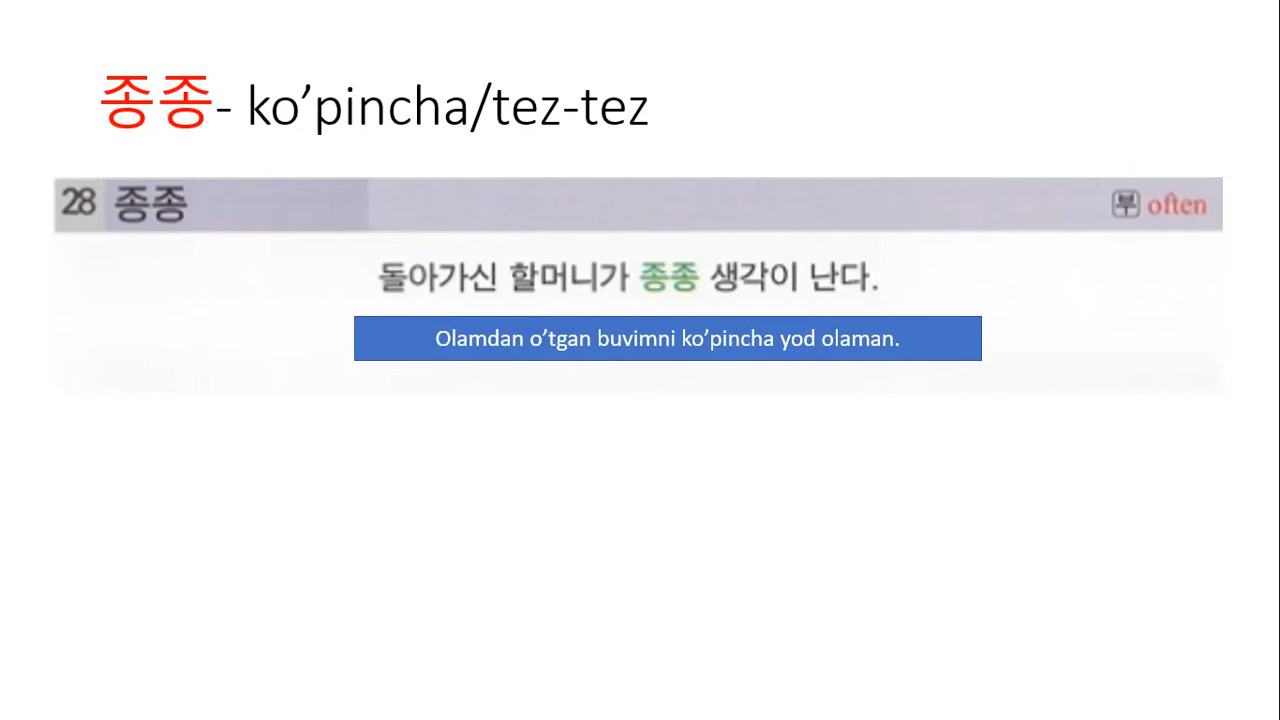 종종- ko’pincha/tez-tez
28 종종 부 often
돌아가신 할머니가 종종 생각이 난다.
Olamdan o’tgan buvimni ko’pincha yod olaman.